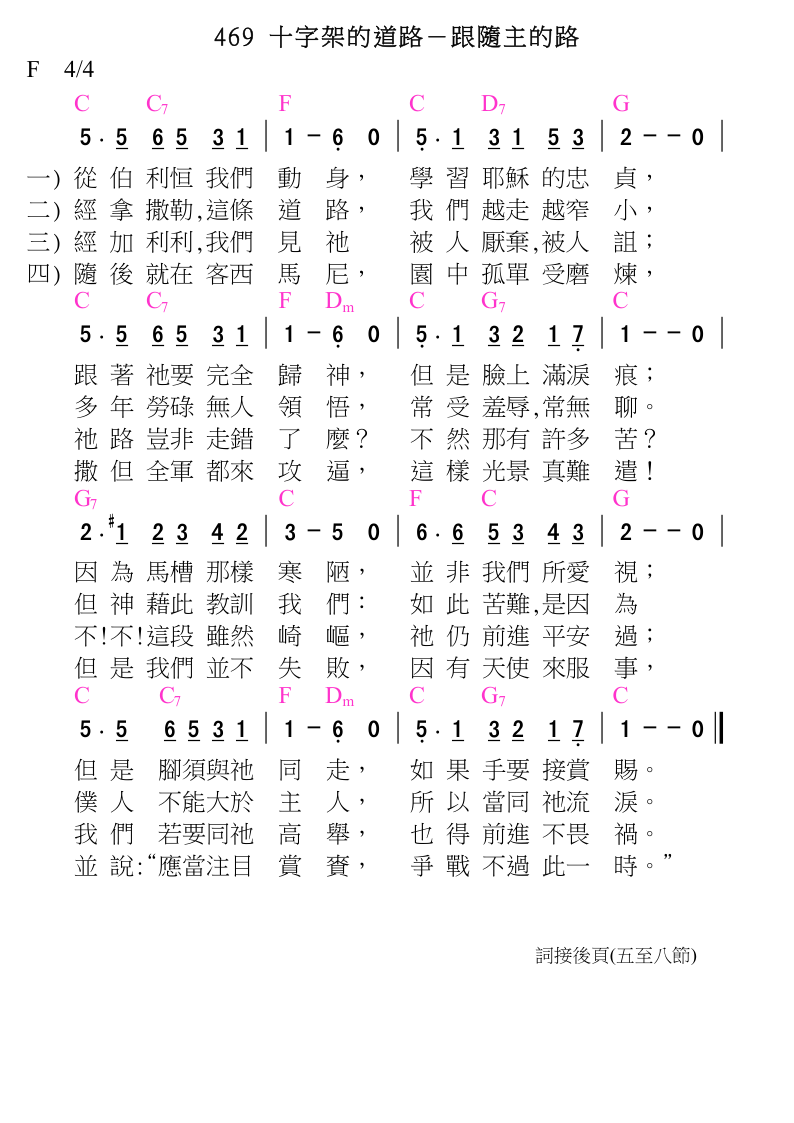 469 十字架的道路－跟隨主的路
F 4/4
C C7 F C D7 G
5· 5 6 5 3 1 | 1 - 6 0 | 5· 1 3 1 5 3 | 2 - - 0 |
一) 從 伯 利恒 我們 動 身， 學 習 耶穌 的忠 貞，
二) 經 拿 撒勒,這條 道 路， 我 們 越走 越窄 小，
三) 經 加 利利,我們 見 祂 被 人 厭棄,被人 詛；
四) 隨 後 就在 客西 馬 尼， 園 中 孤單 受磨 煉，
C C7 F Dm C G7 C
5· 5 6 5 3 1 | 1 - 6 0 | 5· 1 3 2 1 7 | 1 - - 0 |
跟 著 祂要 完全 歸 神， 但 是 臉上 滿淚 痕；
多 年 勞碌 無人 領 悟， 常 受 羞辱,常無 聊。
祂 路 豈非 走錯 了 麼？ 不 然 那有 許多 苦？
撒 但 全軍 都來 攻 逼， 這 樣 光景 真難 遣！
G7 C F C G
2· #1 2 3 4 2 | 3 - 5 0 | 6· 6 5 3 4 3 | 2 - - 0 |
因 為 馬槽 那樣 寒 陋， 並 非 我們 所愛 視；
但 神 藉此 教訓 我 們： 如 此 苦難,是因 為
不!不!這段 雖然 崎 嶇， 祂 仍 前進 平安 過；
但 是 我們 並不 失 敗， 因 有 天使 來服 事，
C C7 F Dm C G7 C
5· 5 6 5 3 1 | 1 - 6 0 | 5· 1 3 2 1 7 | 1 - - 0 ‖
但 是 腳須與祂 同 走， 如 果 手要 接賞 賜。
僕 人 不能大於 主 人， 所 以 當同 祂流 淚。
我 們 若要同祂 高 舉， 也 得 前進 不畏 禍。
並 說:“應當注目 賞 賚， 爭 戰 不過 此一 時。”
詞接後頁(五至八節)